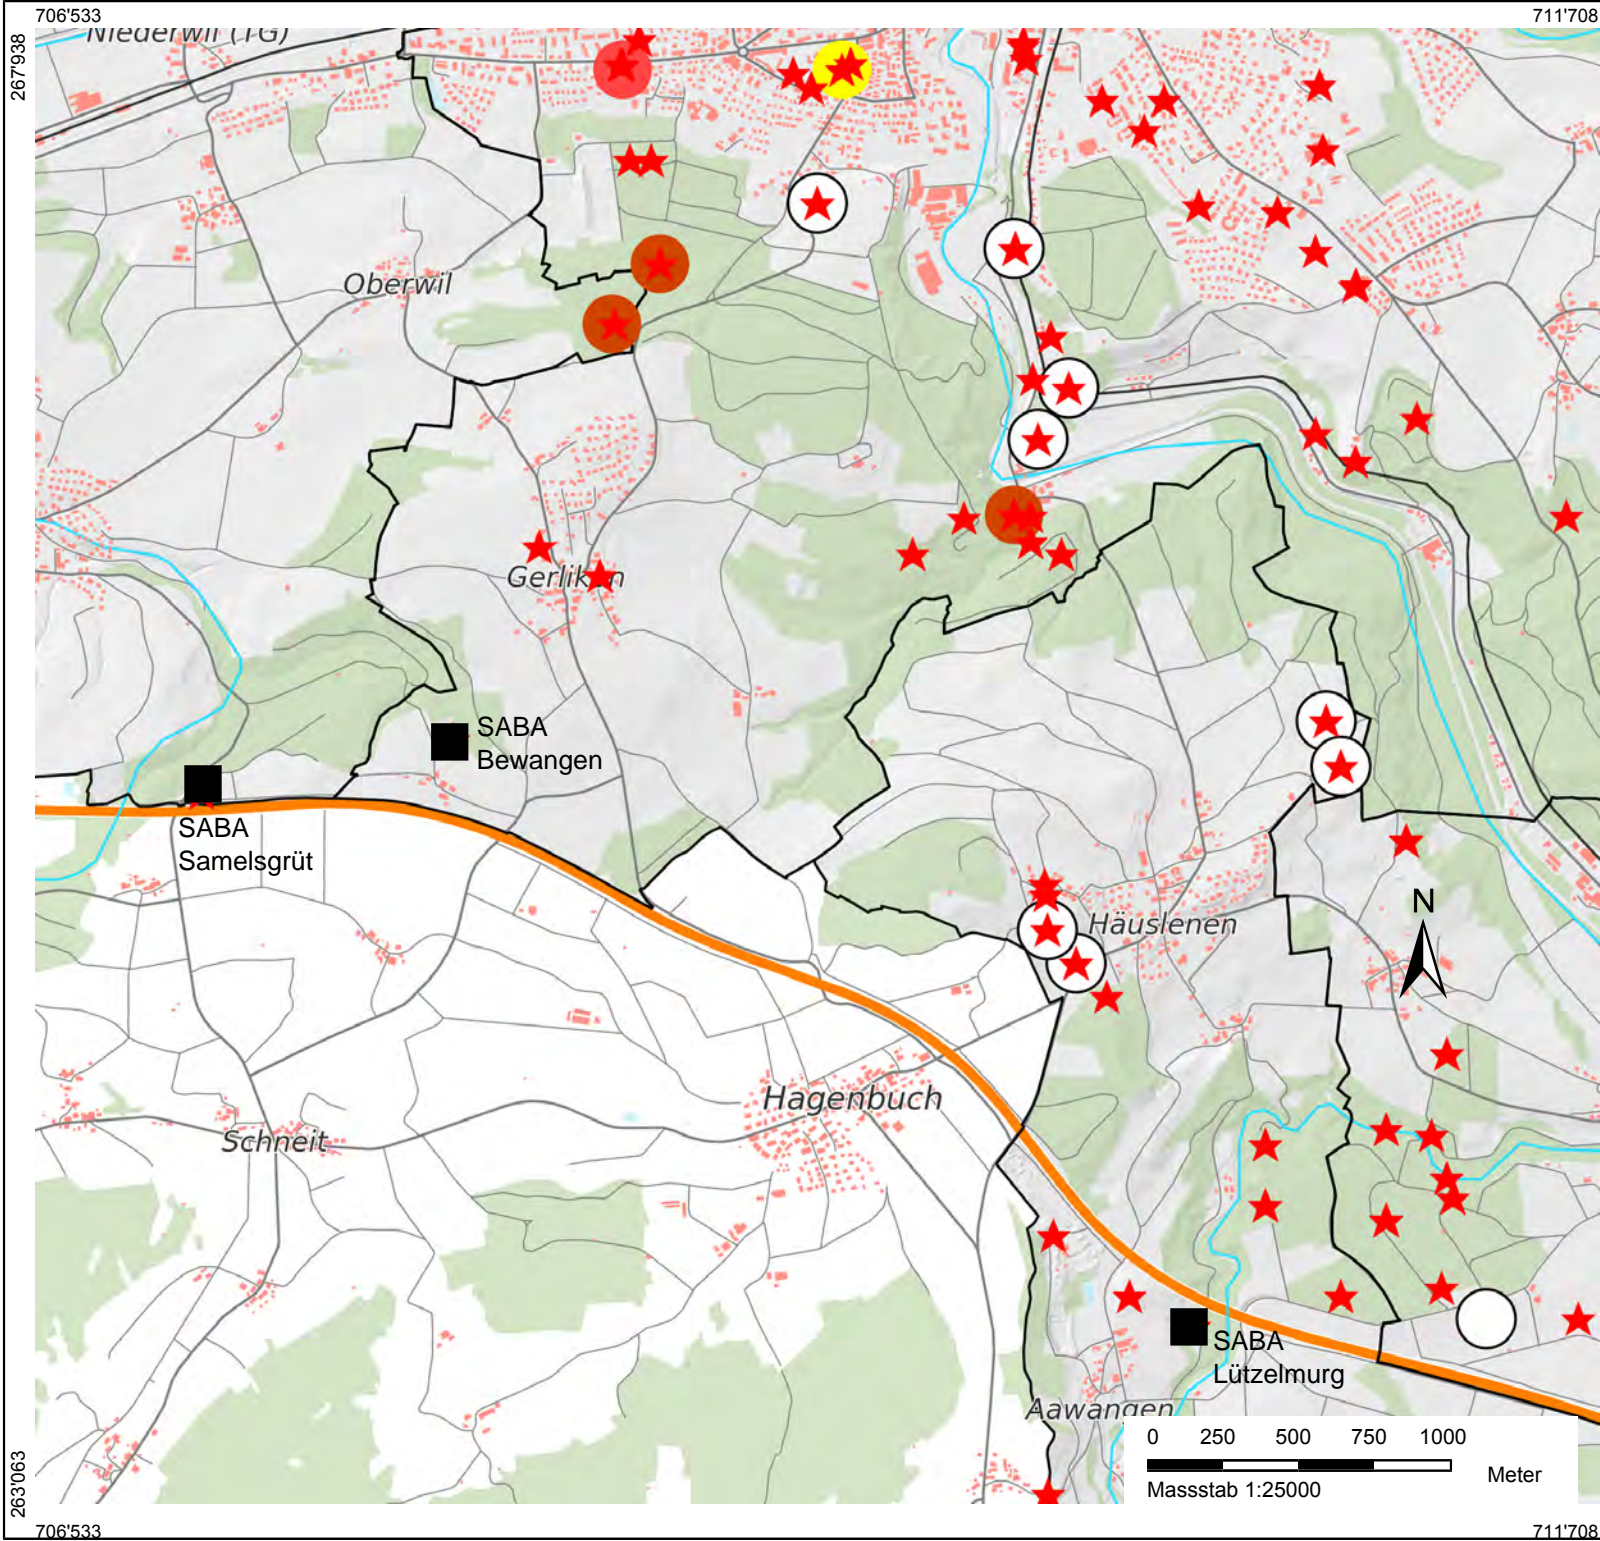 706'533
711'708
267'938
Niederwil (TG)
Oberwil
Gerlikon
SABA
Bewangen
SABA
Samelsgrüt
Häuslenen
N
Hagenbuch
Schneit
SABA
Lützelmurg
Aawangen
0 250 500 750 1000
Meter
Massstab 1:25000
263'063
706'533
711'708